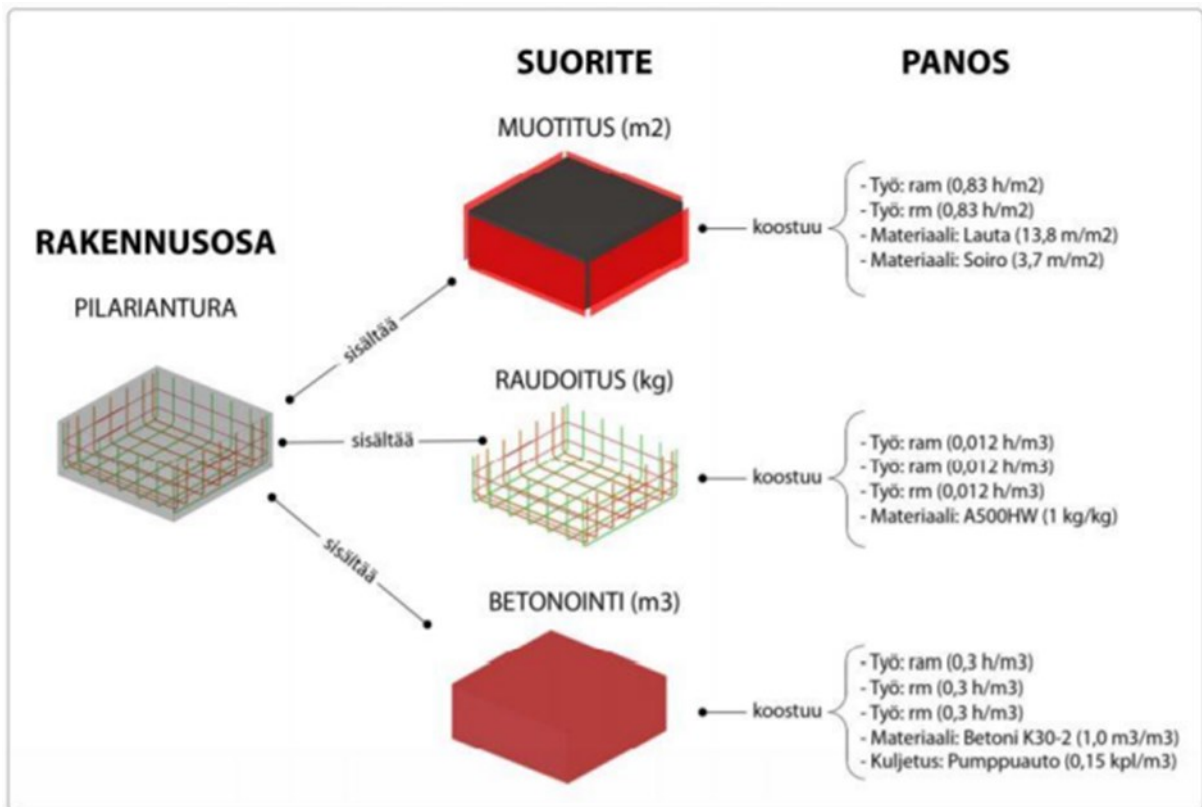 SUORITE
PANOS
MUOTITUS (m2)
- Työ: ram (0,83 h/m2)
- Työ: rm (0,83 h/m2)
- Materiaali: Lauta (13,8 m/m2)
- Materiaali: Soiro (3,7 m/m2)
koostuu
RAKENNUSOSA
PILARIANTURA
sisältää
RAUDOITUS (kg)
sisältää
- Työ: ram (0,012 h/m3)
- Työ: ram (0,012 h/m3)
- Työ: rm (0,012 h/m3)
- Materiaali: A500HW (1 kg/kg)
koostuu
sisältää
BETONOINTI (m3)
- Työ: ram (0,3 h/m3)
- Työ: rm (0,3 h/m3)
- Työ: rm (0,3 h/m3)
- Materiaali: Betoni K30-2 (1,0 m3/m3)
- Kuljetus: Pumppuauto (0,15 kpl/m3)
koostuu